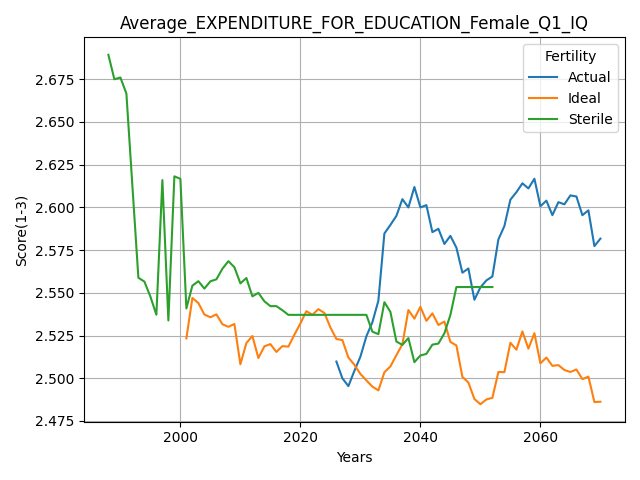 Average_EXPENDITURE_FOR_EDUCATION_Female_Q1_IQ
Fertility
Actual
Ideal
Sterile
Score(1-3)
2.675
2.650
2.625
2.600
2.575
2.550
2.525
2.500
2.475
2000 2020 2040 2060
Years